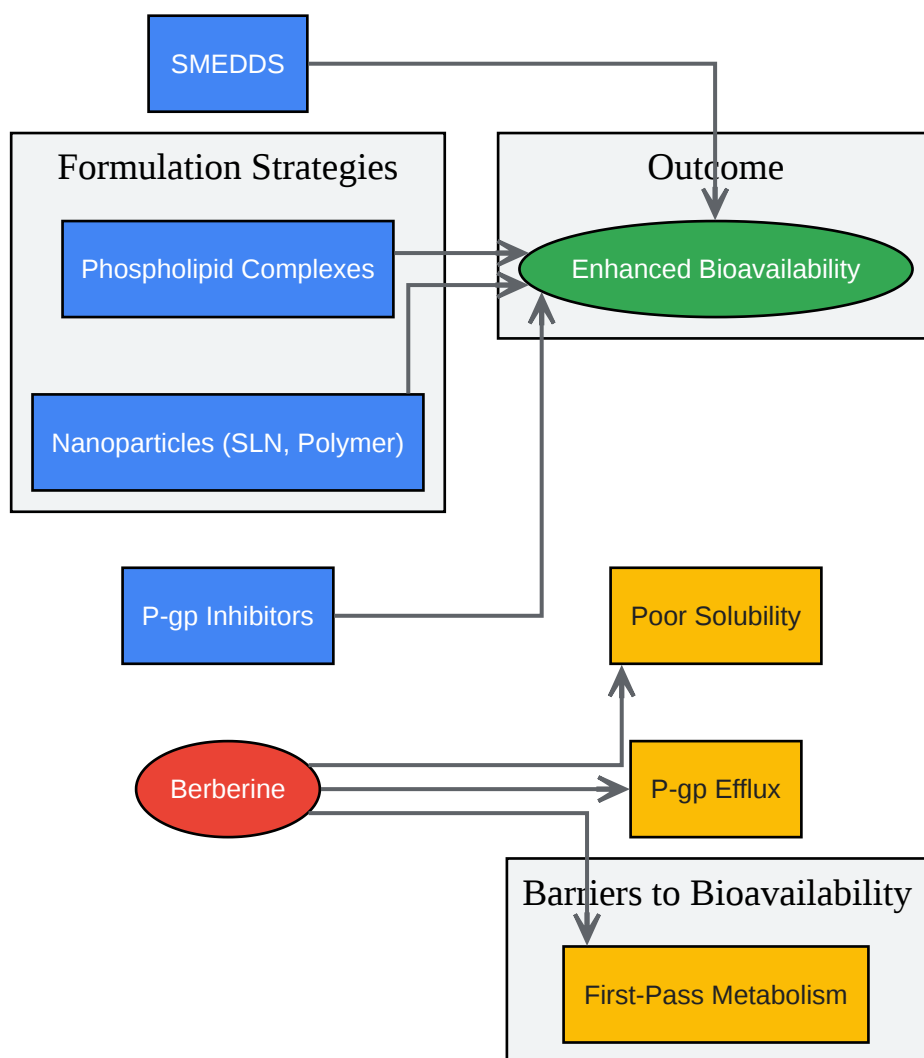 SMEDDS
Formulation Strategies
Outcome
Phospholipid Complexes
Enhanced Bioavailability
Nanoparticles (SLN, Polymer)
P-gp Inhibitors
Poor Solubility
Berberine
P-gp Efflux
Barriers to Bioavailability
First-Pass Metabolism